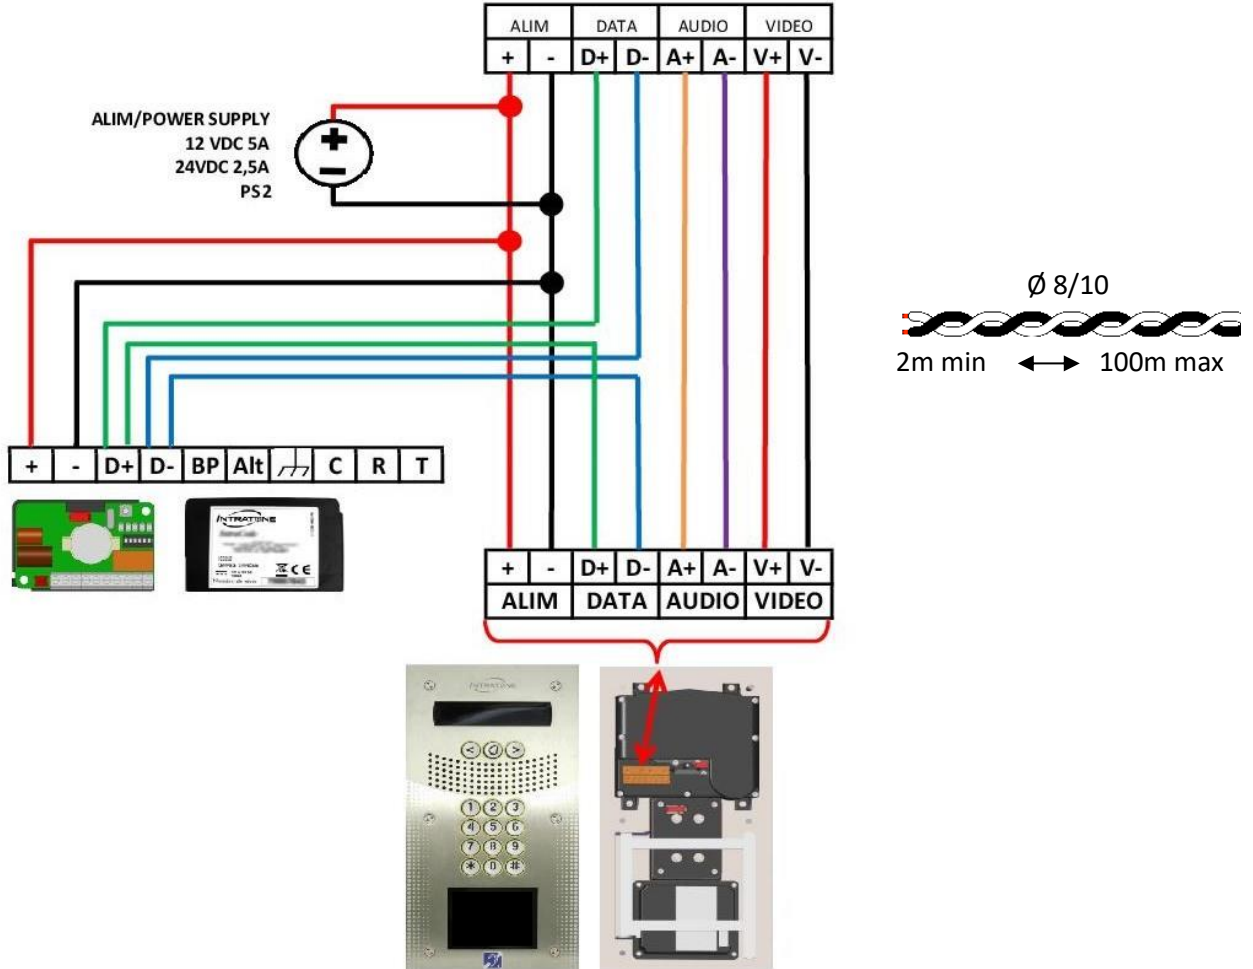 ALIM DATA AUDIO VIDEO
+ - D+ D- A+ A- V+ V-
ALIM/POWER SUPPLY
12 VDC 5A
24VDC 2,5A
PS2
+
−
Ø 8/10
2m min 100m max
+ - D+ D- BP Alt C R T
INTRATONE
CE
+ - D+ D- A+ A- V+ V-
ALIM DATA AUDIO VIDEO
INTRATONE
< >
1 2 3
4 5 6
7 8 9
* 0 #